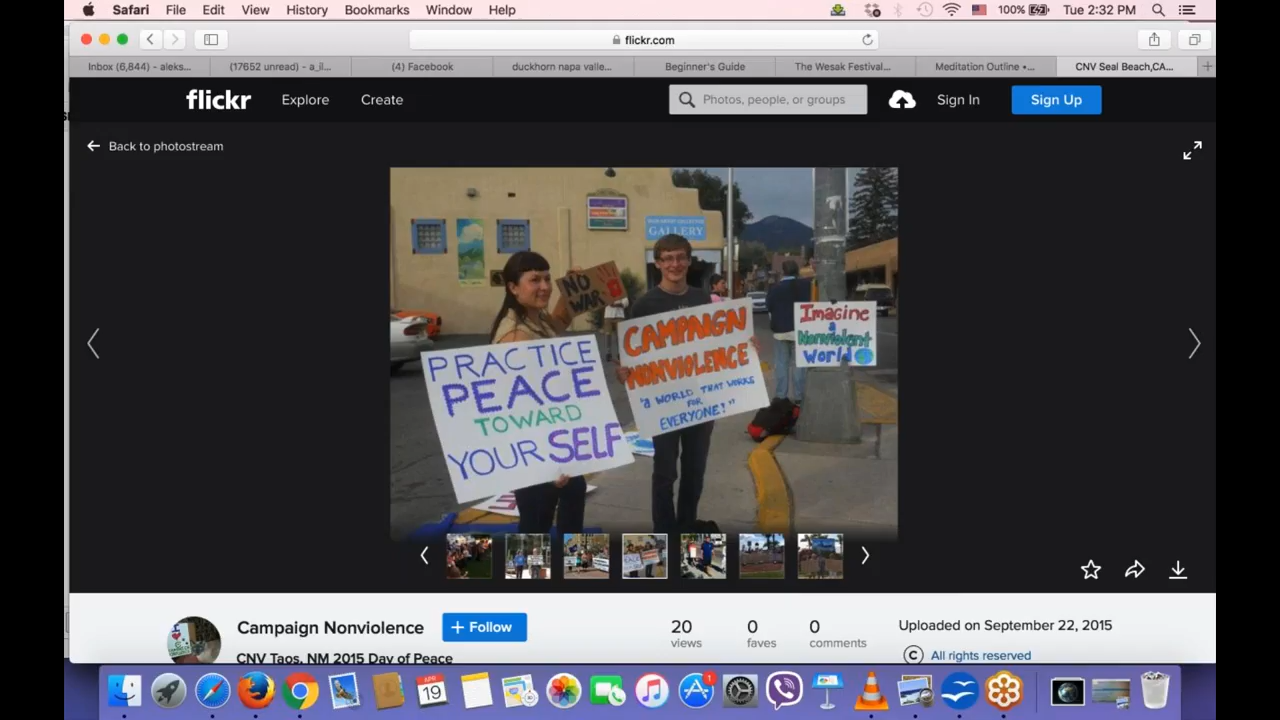 Safari File Edit View History Bookmarks Window Help 100% Tue 2:32 PM
flickr.com
Inbox (6,844) - aleks... (17652 unread) - a_il... (4) Facebook duckhorn napa valle... Beginner's Guide The Wesak Festival... Meditation Outline •... CNV Seal Beach,CA...
flickr Explore Create Photos, people, or groups Sign In Sign Up
Back to photostream
GALLERY
NO
WAR
PRACTICE
PEACE
TOWARD
YOUR SELF
CAMPAIGN
NONVIOLENCE
"a WORLD THAT WORKS
FOR
EVERYONE!"
Imagine
a
Nonviolent
World
Campaign Nonviolence + Follow
CNV Taos, NM 2015 Day of Peace
20
views
0
faves
0
comments
Uploaded on September 22, 2015
All rights reserved
APR
19
1